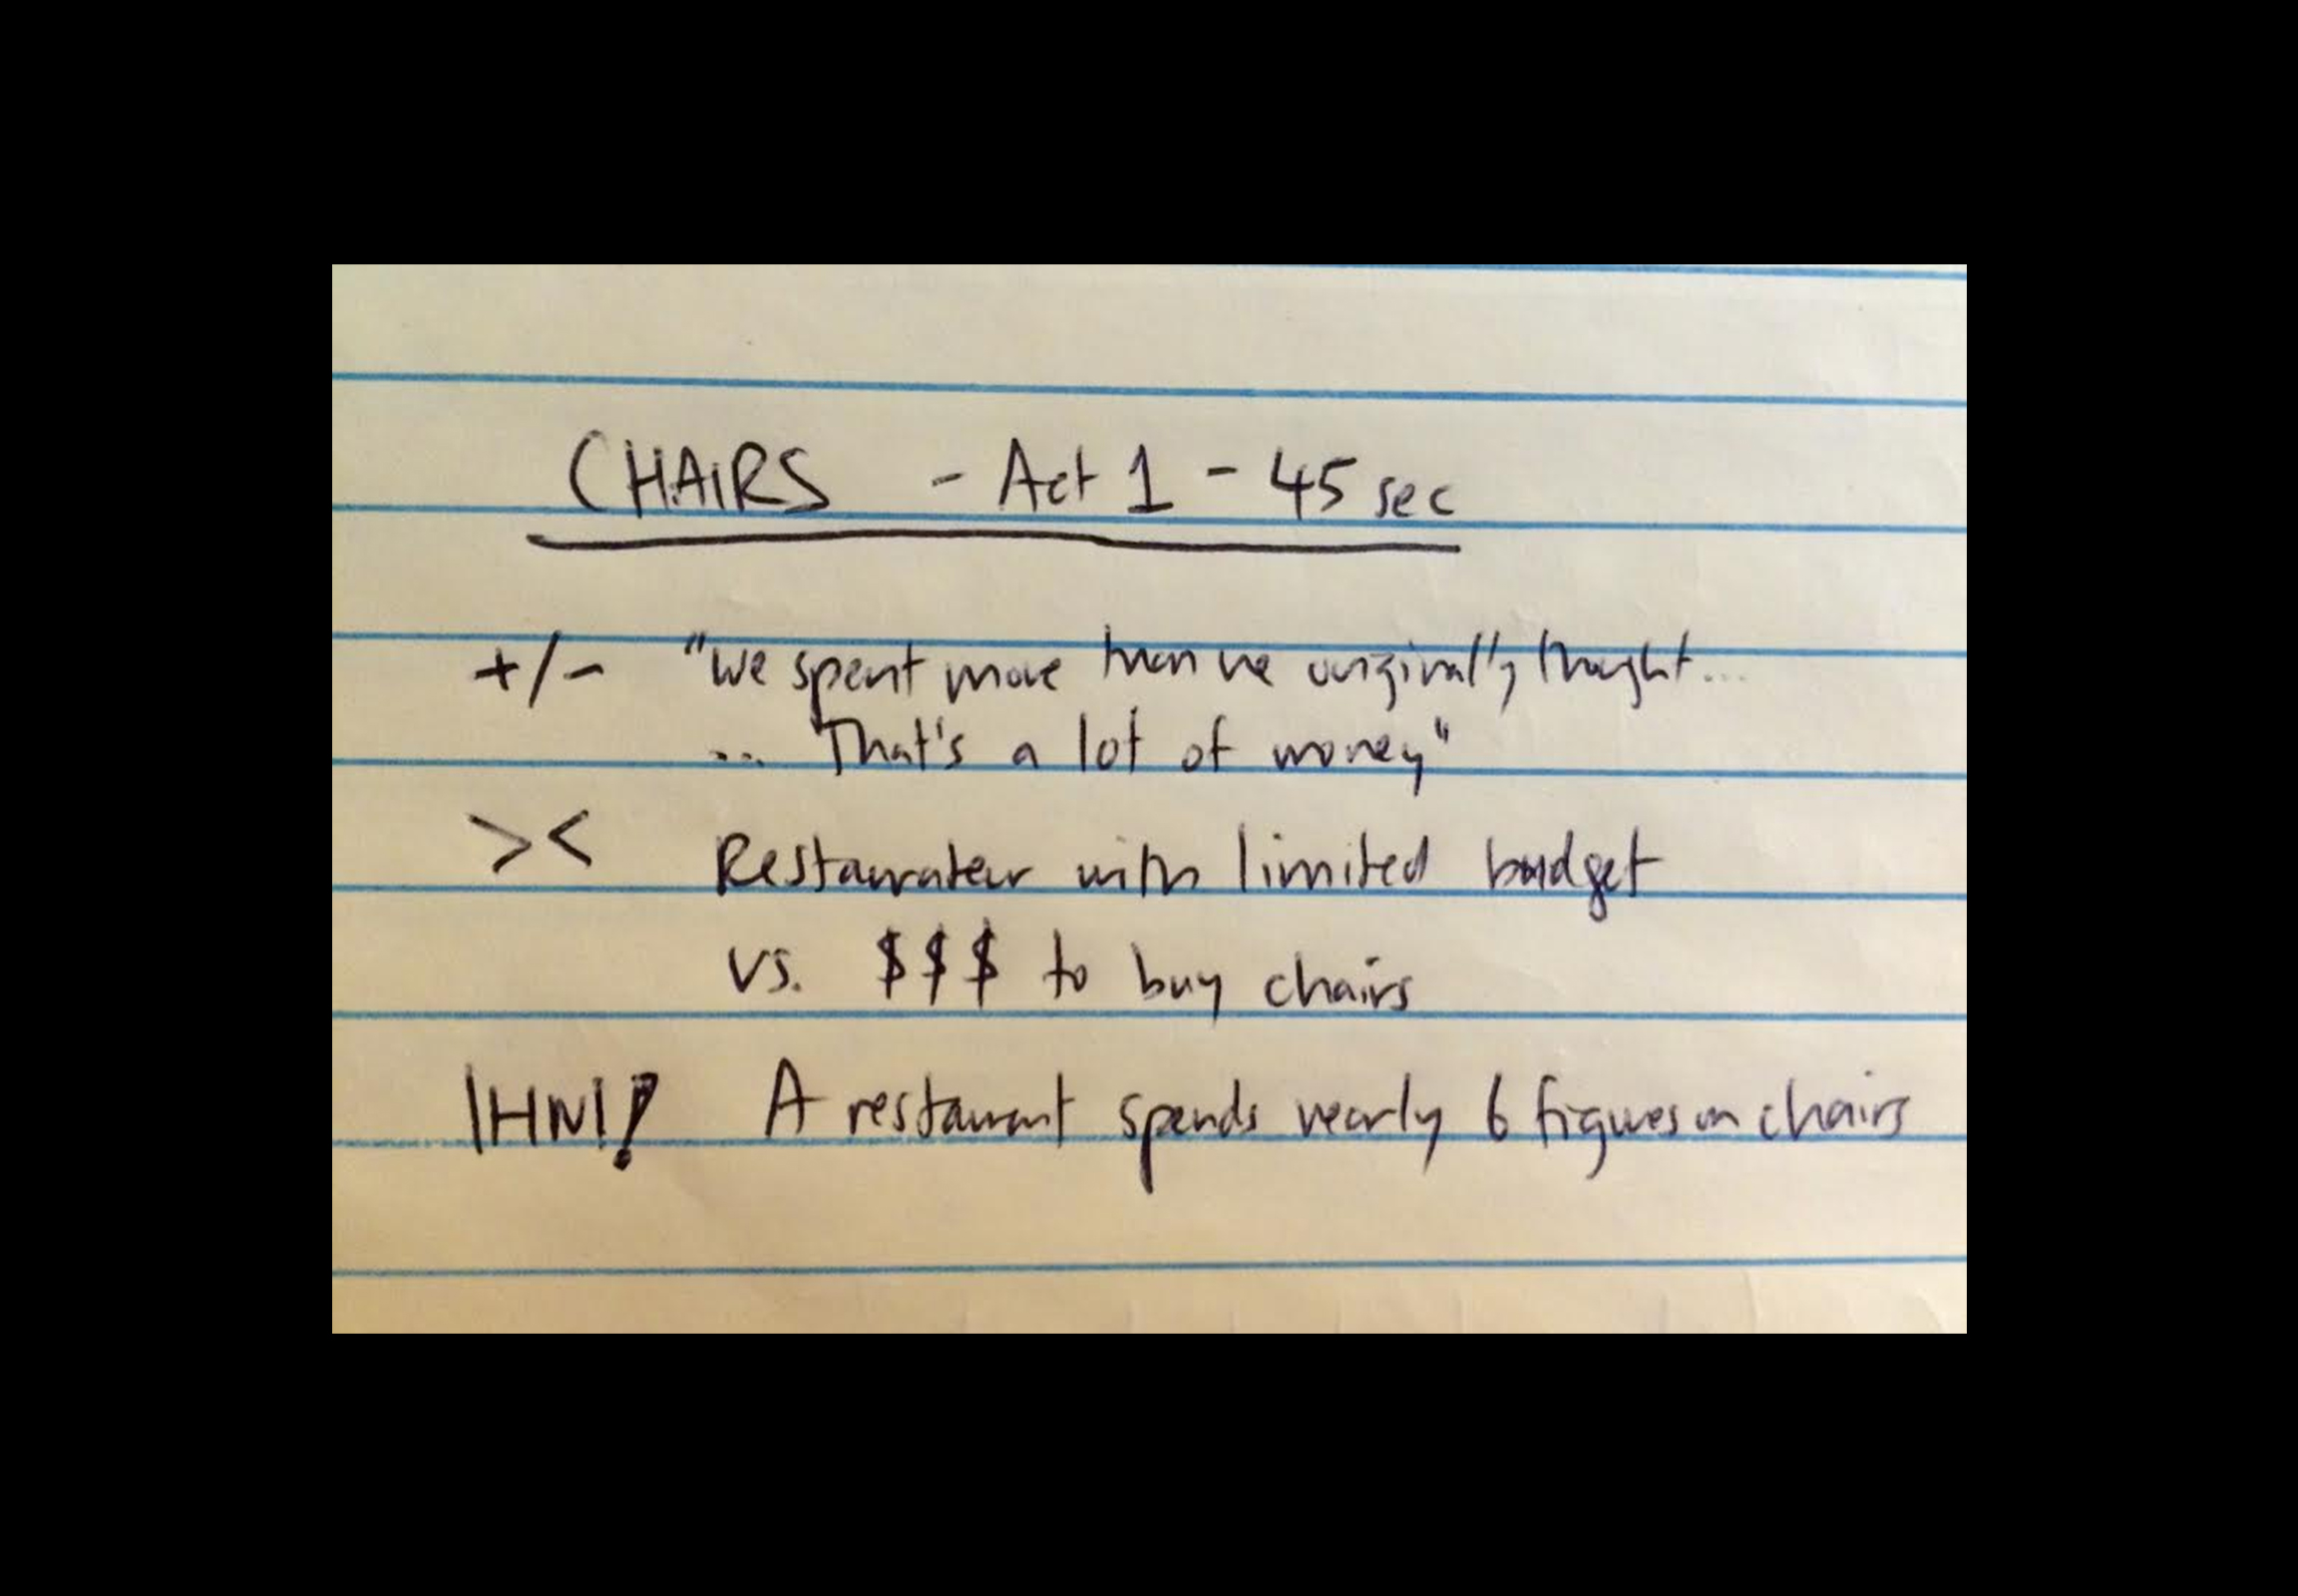 CHAIRS - Act 1 - 45 sec
+/- "We spent more than we originally thought...
... That's a lot of money"
>< Restaurateur with limited budget
vs. $$$ to buy chairs
IHNI! A restaurant spends nearly 6 figures on chairs